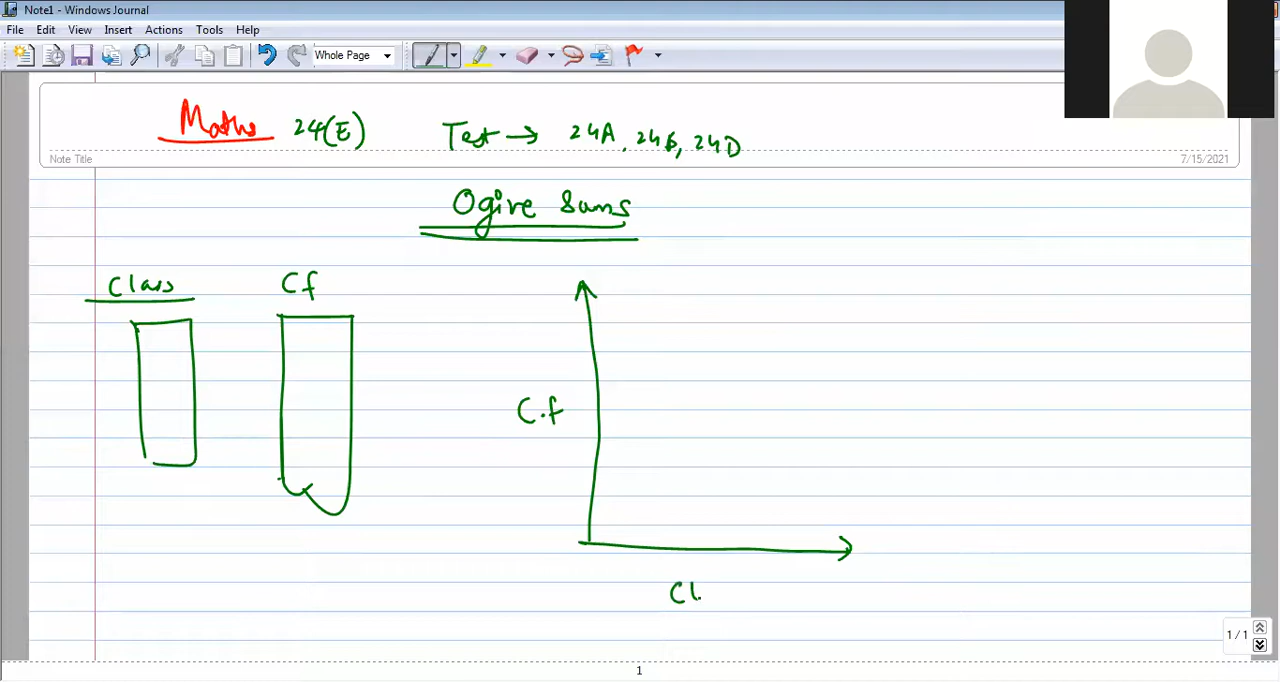 Note1 - Windows Journal
File Edit View Insert Actions Tools Help
Whole Page
Maths 24(E) Test → 24A, 24B, 24D
Note Title 7/15/2021
Ogive Sums
Class Cf
C.f
Cl
1 / 1
1